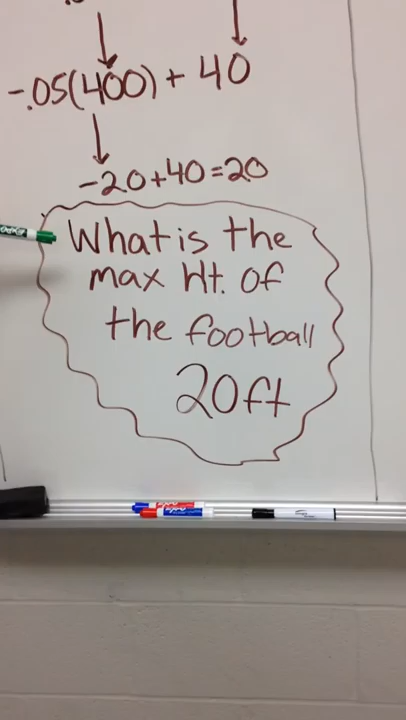 -.05(400) + 40
-20+40=20
What is the
max Ht. of
the football
20ft